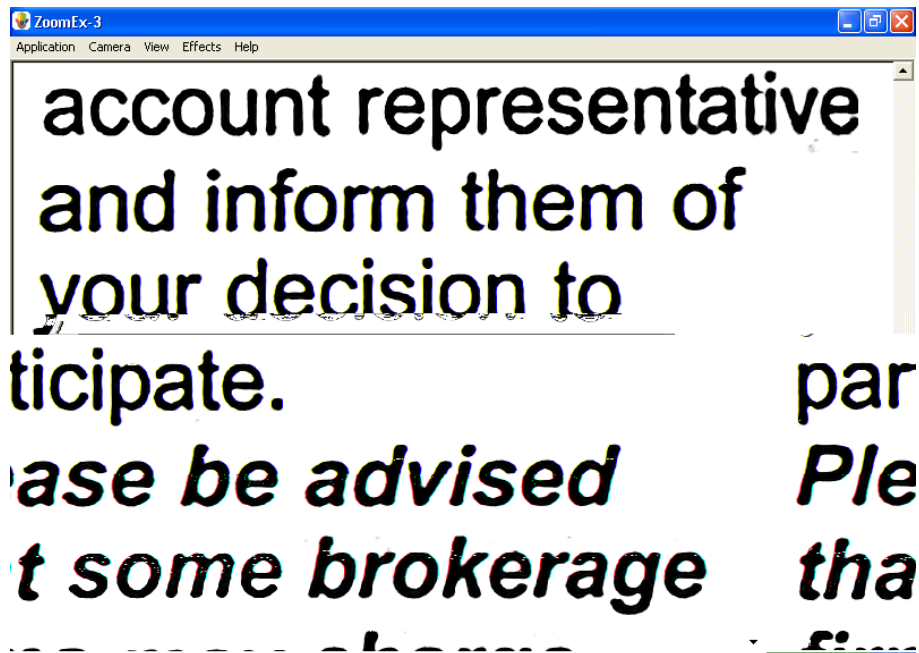 ZoomEx-3
Application Camera View Effects Help
account representative
and inform them of
your decision to
ticipate. par
ase be advised Ple
t some brokerage tha